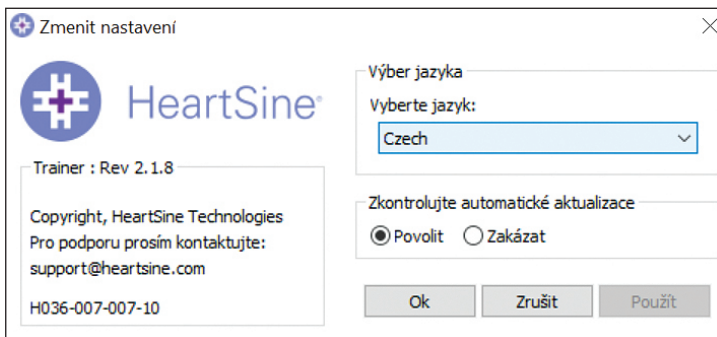 Zmenit nastavení
HeartSine®
Trainer : Rev 2.1.8
Copyright, HeartSine Technologies
Pro podporu prosím kontaktujte:
support@heartsine.com
H036-007-007-10
Výber jazyka
Vyberte jazyk:
Czech
Zkontrolujte automatické aktualizace
Povolit Zakázat
Ok Zrušit Použít